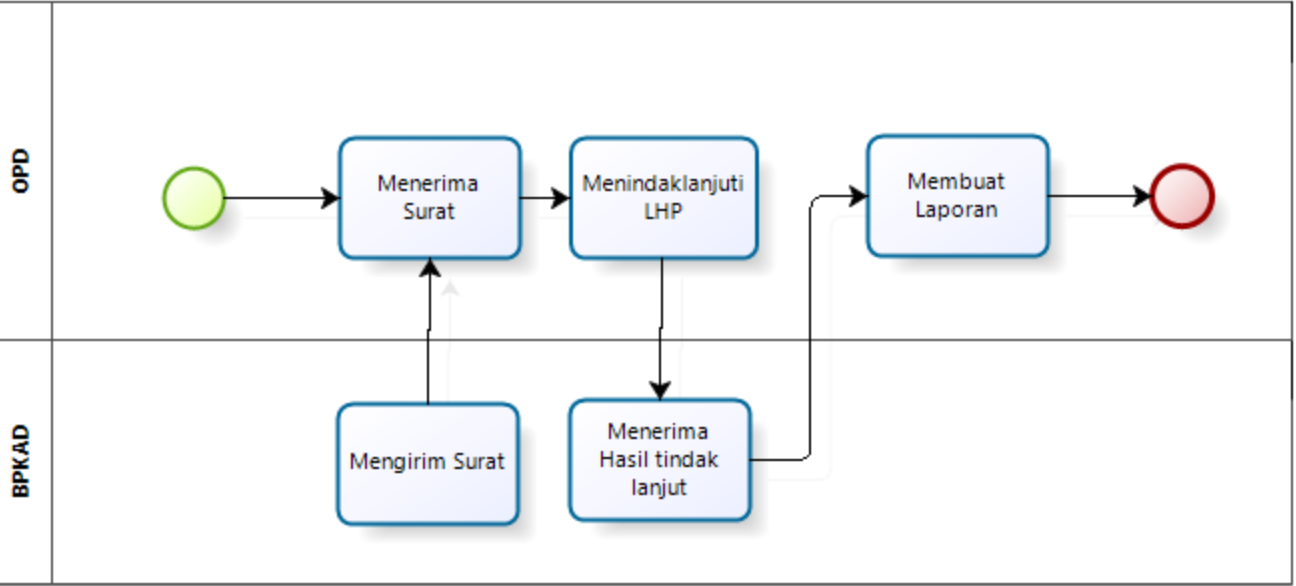 OPD
Menerima
Surat
Menindaklanjuti
LHP
Membuat
Laporan
BPKAD
Mengirim Surat
Menerima
Hasil tindak
lanjut